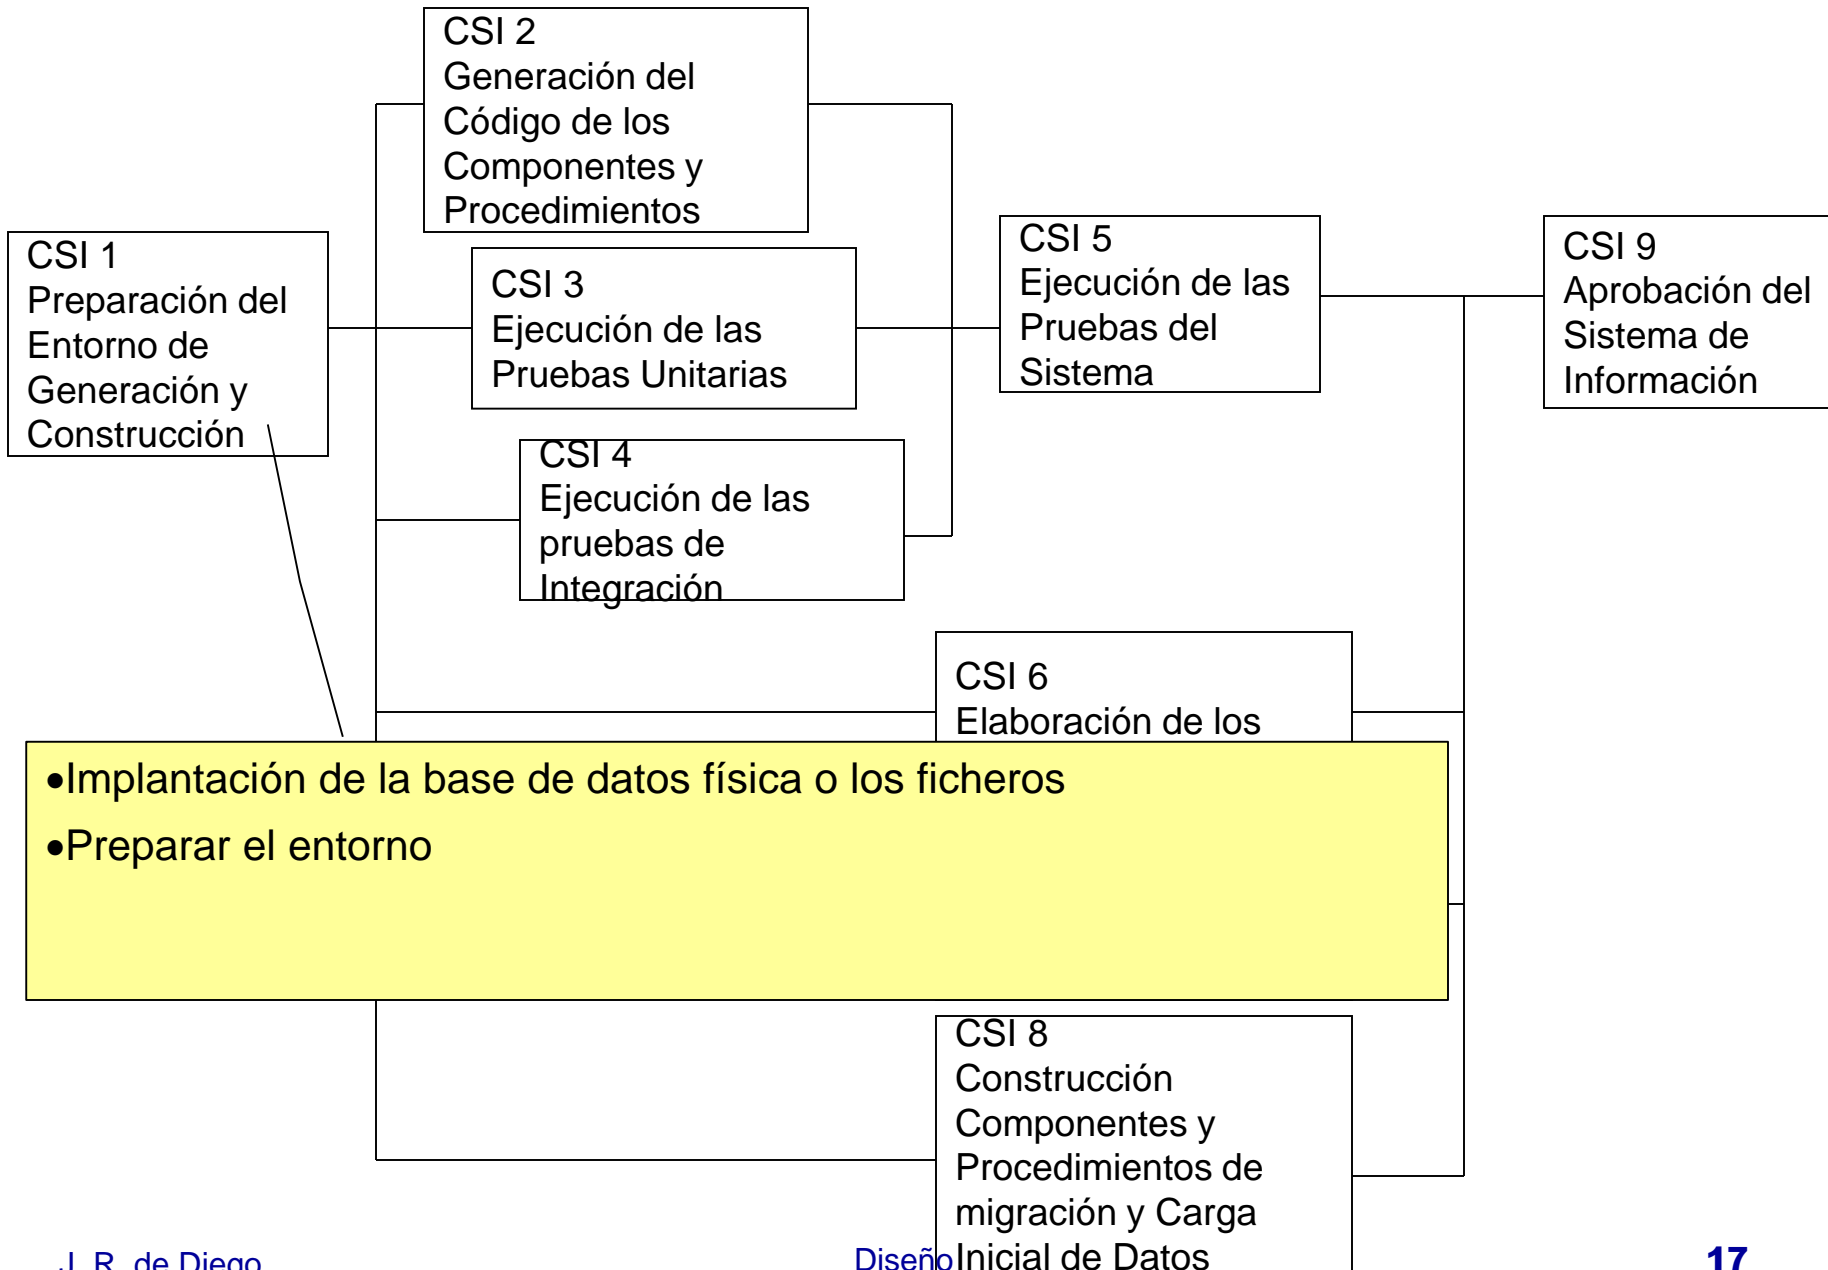 CSI 2
Generación del
Código de los
Componentes y
Procedimientos
CSI 1
Preparación del
Entorno de
Generación y
Construcción
CSI 3
Ejecución de las
Pruebas Unitarias
CSI 4
Ejecución de las
pruebas de
Integración
CSI 5
Ejecución de las
Pruebas del
Sistema
CSI 9
Aprobación del
Sistema de
Información
CSI 6
Elaboración de los
•Implantación de la base de datos física o los ficheros
•Preparar el entorno
CSI 8
Construcción
Componentes y
Procedimientos de
migración y Carga
Inicial de Datos
J. R. de Diego
Diseño
17